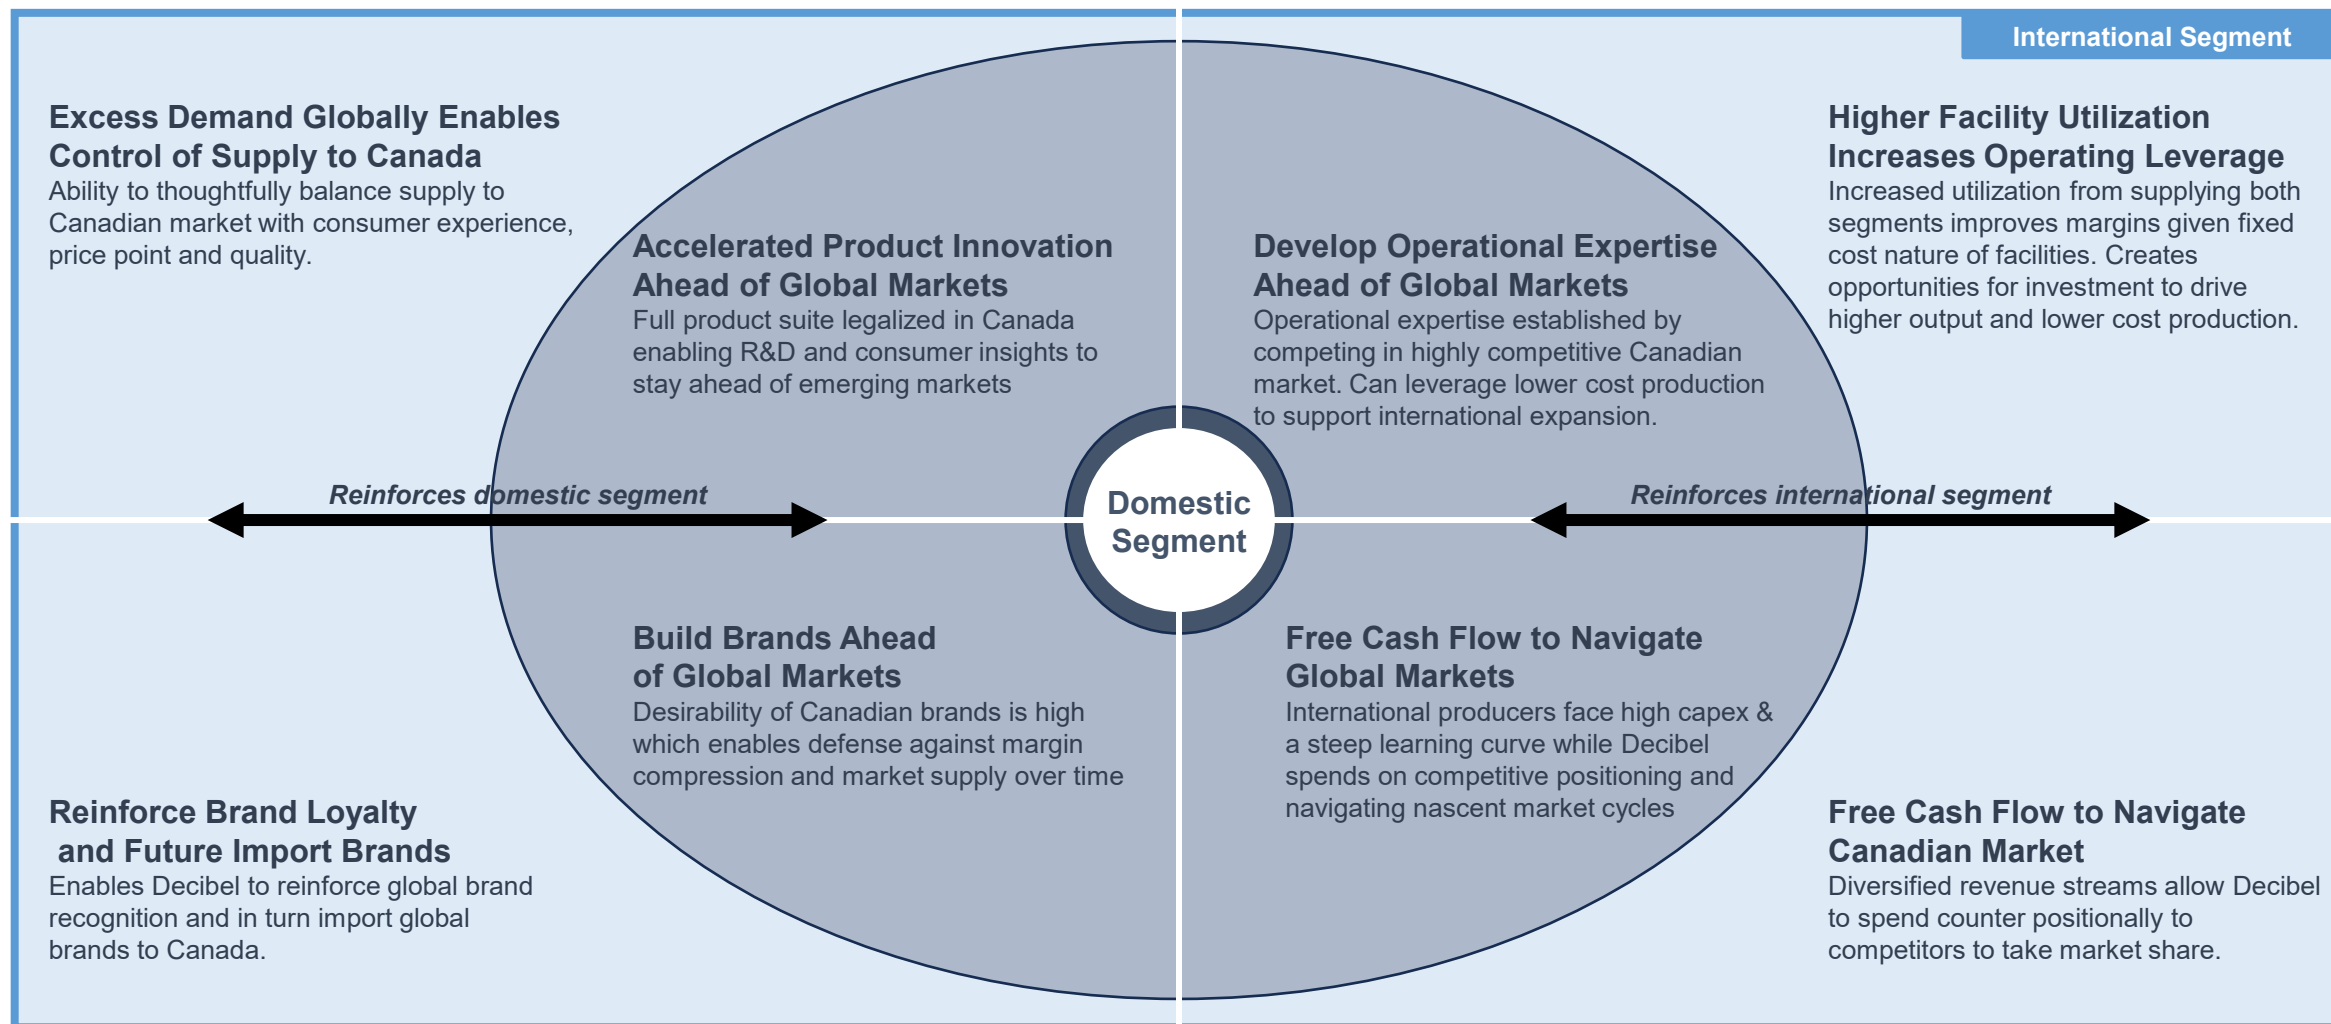 International Segment
Excess Demand Globally Enables
Control of Supply to Canada
Ability to thoughtfully balance supply to
Canadian market with consumer experience,
price point and quality.
Accelerated Product Innovation
Ahead of Global Markets
Full product suite legalized in Canada
enabling R&D and consumer insights to
stay ahead of emerging markets
Develop Operational Expertise
Ahead of Global Markets
Operational expertise established by
competing in highly competitive Canadian
market. Can leverage lower cost production
to support international expansion.
Higher Facility Utilization
Increases Operating Leverage
Increased utilization from supplying both
segments improves margins given fixed
cost nature of facilities. Creates
opportunities for investment to drive
higher output and lower cost production.
Reinforces domestic segment
Domestic
Segment
Reinforces international segment
Build Brands Ahead
of Global Markets
Desirability of Canadian brands is high
which enables defense against margin
compression and market supply over time
Free Cash Flow to Navigate
Global Markets
International producers face high capex &
a steep learning curve while Decibel
spends on competitive positioning and
navigating nascent market cycles
Reinforce Brand Loyalty
and Future Import Brands
Enables Decibel to reinforce global brand
recognition and in turn import global
brands to Canada.
Free Cash Flow to Navigate
Canadian Market
Diversified revenue streams allow Decibel
to spend counter positionally to
competitors to take market share.